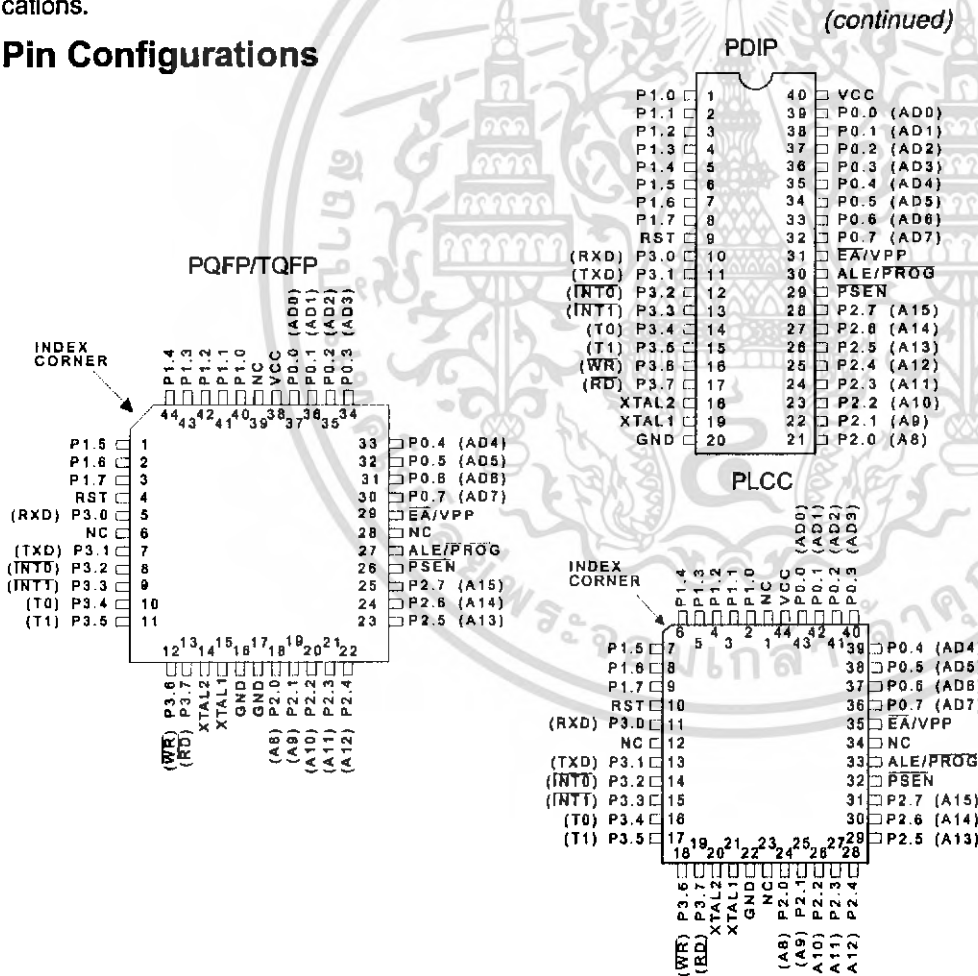 cations.
(continued)
Pin Configurations
PDIP
P1.0 1 40 VCC
P1.1 2 39 P0.0 (AD0)
P1.2 3 38 P0.1 (AD1)
P1.3 4 37 P0.2 (AD2)
P1.4 5 36 P0.3 (AD3)
P1.5 6 35 P0.4 (AD4)
P1.6 7 34 P0.5 (AD5)
P1.7 8 33 P0.6 (AD6)
RST 9 32 P0.7 (AD7)
(RXD) P3.0 10 31 EA/VPP
(TXD) P3.1 11 30 ALE/PROG
(INT0) P3.2 12 29 PSEN
(INT1) P3.3 13 28 P2.7 (A15)
(T0) P3.4 14 27 P2.6 (A14)
(T1) P3.5 15 26 P2.5 (A13)
(WR) P3.6 16 25 P2.4 (A12)
(RD) P3.7 17 24 P2.3 (A11)
XTAL2 18 23 P2.2 (A10)
XTAL1 19 22 P2.1 (A9)
GND 20 21 P2.0 (A8)
PQFP/TQFP
INDEX
CORNER
(AD0) (AD1) (AD2) (AD3)
P1.4 P1.3 P1.2 P1.1 P1.0 NC VCC P0.0 P0.1 P0.2 P0.3
44 43 42 41 40 39 38 37 36 35 34
P1.5 1 33 P0.4 (AD4)
P1.6 2 32 P0.5 (AD5)
P1.7 3 31 P0.6 (AD6)
RST 4 30 P0.7 (AD7)
(RXD) P3.0 5 29 EA/VPP
NC 6 28 NC
(TXD) P3.1 7 27 ALE/PROG
(INT0) P3.2 8 26 PSEN
(INT1) P3.3 9 25 P2.7 (A15)
(T0) P3.4 10 24 P2.6 (A14)
(T1) P3.5 11 23 P2.5 (A13)
12 13 14 15 16 17 18 19 20 21 22
P3.6 P3.7 XTAL2 XTAL1 GND GND P2.0 P2.1 P2.2 P2.3 P2.4
(WR) (RD) (A8) (A9) (A10) (A11) (A12)
PLCC
INDEX
CORNER
(AD0) (AD1) (AD2) (AD3)
P1.4 P1.3 P1.2 P1.1 P1.0 NC VCC P0.0 P0.1 P0.2 P0.3
6 5 4 3 2 1 44 43 42 41 40
P1.5 7 39 P0.4 (AD4
P1.6 8 38 P0.5 (AD5
P1.7 9 37 P0.6 (AD6
RST 10 36 P0.7 (AD7
(RXD) P3.0 11 35 EA/VPP
NC 12 34 NC
(TXD) P3.1 13 33 ALE/PROG
(INT0) P3.2 14 32 PSEN
(INT1) P3.3 15 31 P2.7 (A15)
(T0) P3.4 16 30 P2.6 (A14)
(T1) P3.5 17 29 P2.5 (A13)
18 19 20 21 22 23 24 25 26 27 28
P3.6 P3.7 XTAL2 XTAL1 GND NC P2.0 P2.1 P2.2 P2.3 P2.4
(WR) (RD) (A8) (A9) A10) A11) A12)